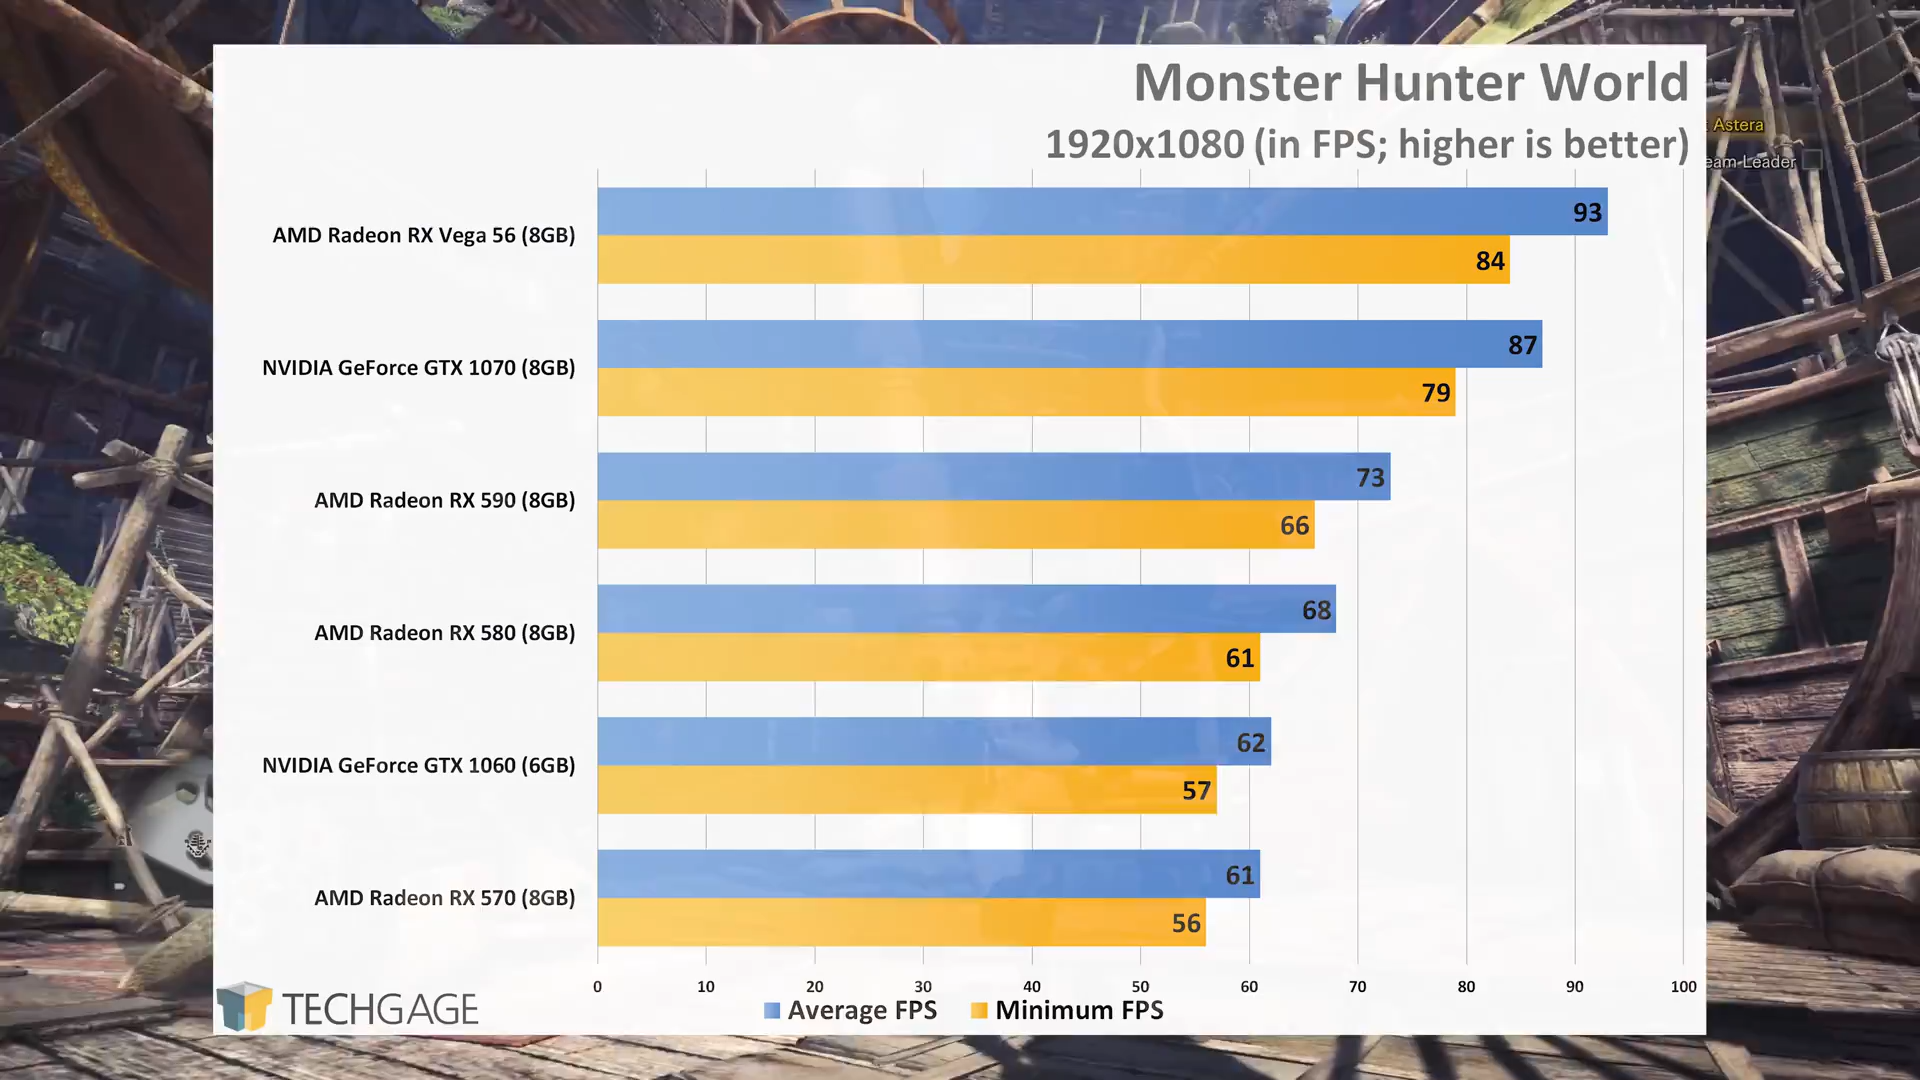 Monster Hunter World
1920x1080 (in FPS; higher is better)
Astera
eam Leader
AMD Radeon RX Vega 56 (8GB)
93
84
NVIDIA GeForce GTX 1070 (8GB)
87
79
AMD Radeon RX 590 (8GB)
73
66
AMD Radeon RX 580 (8GB)
68
61
NVIDIA GeForce GTX 1060 (6GB)
62
57
AMD Radeon RX 570 (8GB)
61
56
0 10 20 30 40 50 60 70 80 90 100
Average FPS Minimum FPS
TECHGAGE